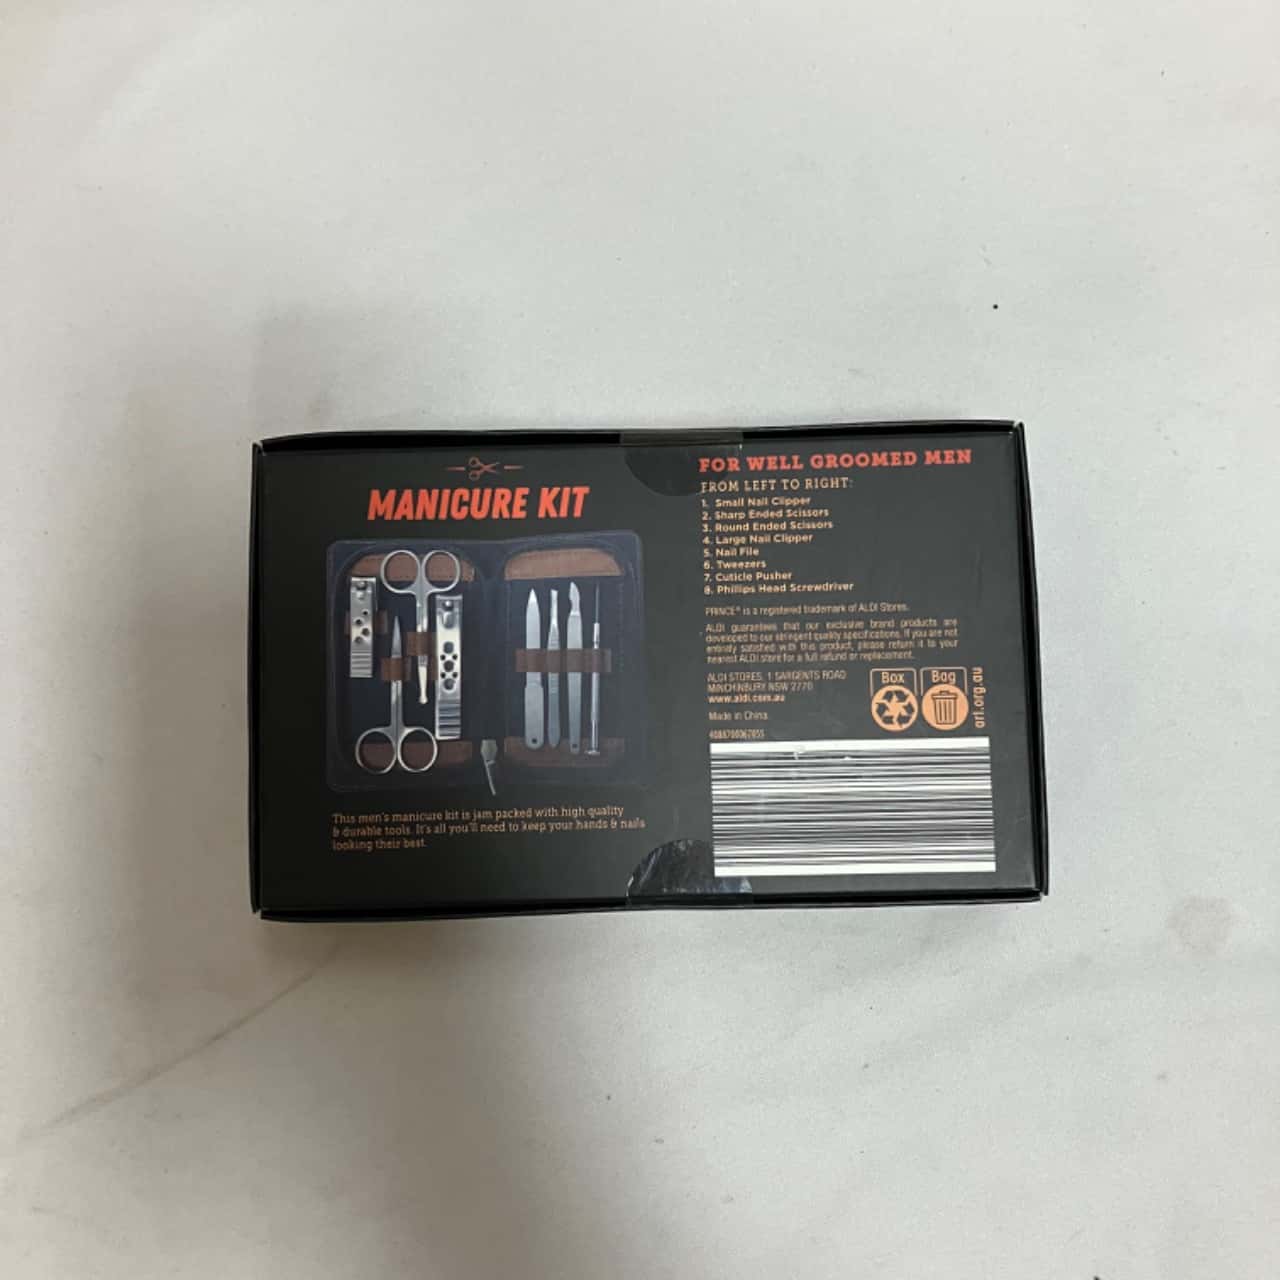 MANICURE KIT
This men's manicure kit is jam packed with high quality
& durable tools. It's all you'll need to keep your hands & nails
looking their best.
FOR WELL GROOMED MEN
FROM LEFT TO RIGHT:
1. Small Nail Clipper
2. Sharp Ended Scissors
3. Round Ended Scissors
4. Large Nail Clipper
5. Nail File
6. Tweezers
7. Cuticle Pusher
8. Phillips Head Screwdriver
PRINCE® is a registered trademark of ALDI Stores.
ALDI guarantees that our exclusive brand products are
developed to our stringent quality specifications. If you are not
entirely satisfied with this product, please return it to your
nearest ALDI store for a full refund or replacement.
ALDI STORES, 1 SARGENTS ROAD
MINCHINBURY NSW 2770
www.aldi.com.au
Made in China.
4088700067055
Box
Bag
arl.org.au